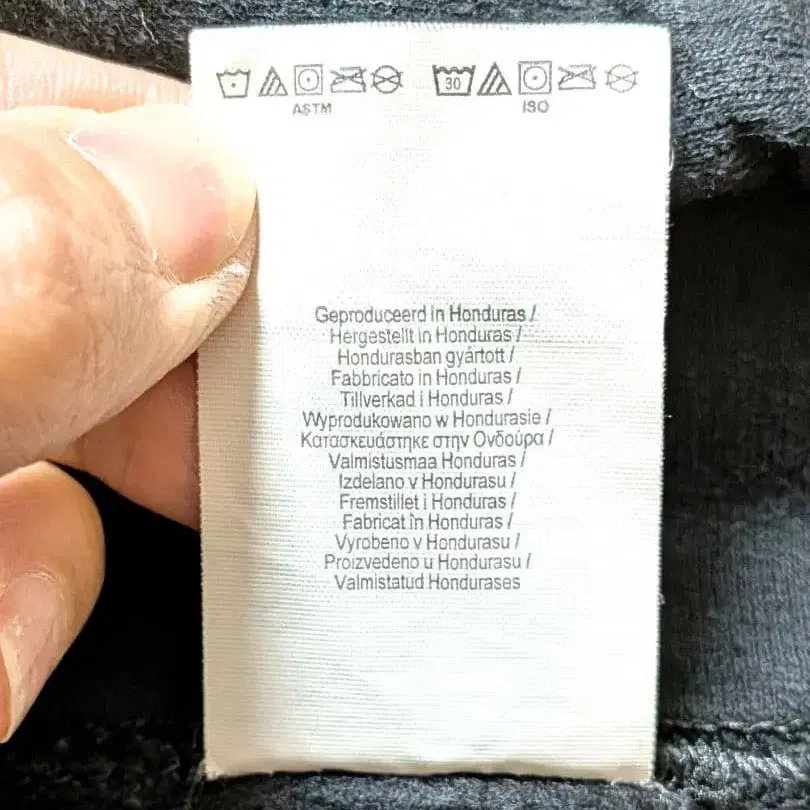 30
ASTM ISO
Geproduceerd in Honduras /
Hergestellt in Honduras /
Hondurasban gyártott /
Fabbricato in Honduras /
Tillverkad i Honduras /
Wyprodukowano w Hondurasie /
Κατασκευάστηκε στην Ονδούρα /
Valmistusmaa Honduras /
Izdelano v Hondurasu /
Fremstillet i Honduras /
Fabricat în Honduras /
Vyrobeno v Hondurasu /
Proizvedeno u Hondurasu /
Valmistatud Hondurases